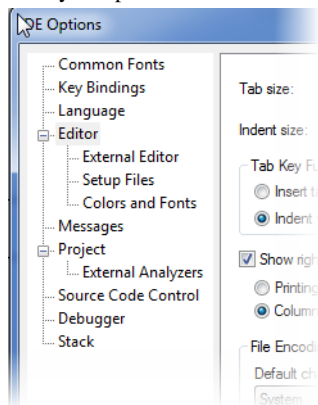 DE Options
Common Fonts
Key Bindings
Language
Editor
External Editor
Setup Files
Colors and Fonts
Messages
Project
External Analyzers
Source Code Control
Debugger
Stack
Tab size:
Indent size:
Tab Key Fu
Insert t
Indent
Show righ
Printing
Column
File Encodi
Default ch
System